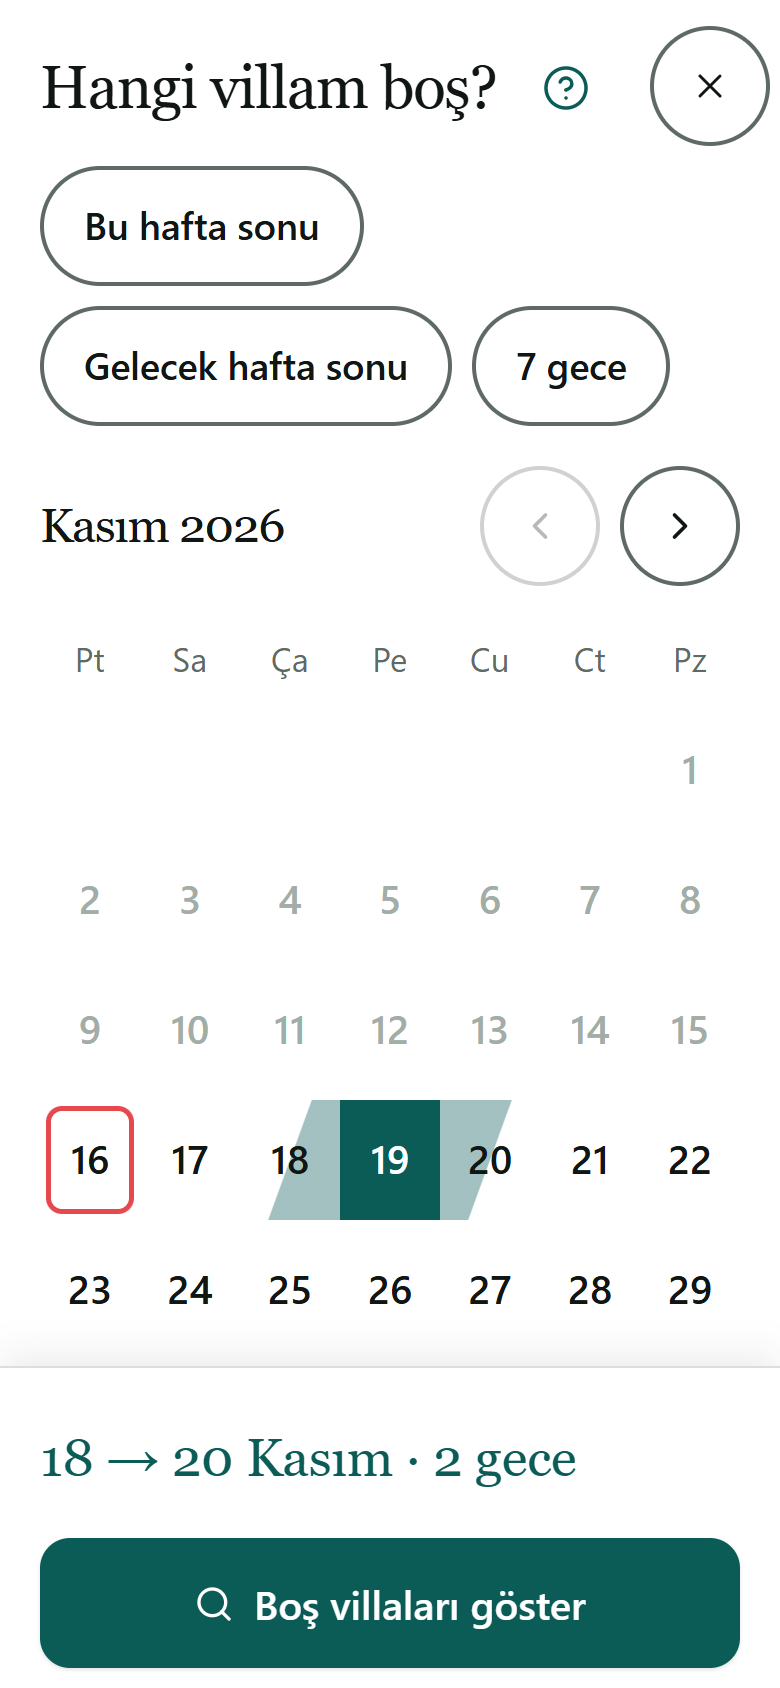 Hangi villam boş? ?
Bu hafta sonu
Gelecek hafta sonu 7 gece
Kasım 2026
Pt Sa Ça Pe Cu Ct Pz
1
2 3 4 5 6 7 8
9 10 11 12 13 14 15
16 17 18 19 20 21 22
23 24 25 26 27 28 29
18 → 20 Kasım · 2 gece
Boş villaları göster